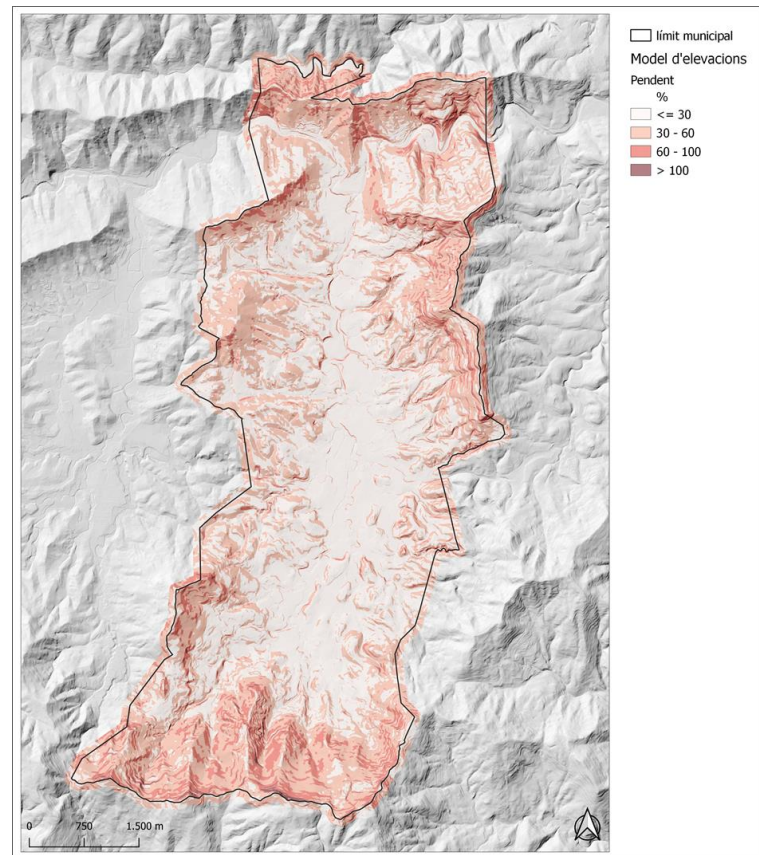 límit municipal
Model d'elevacions
Pendent
%
<= 30
30 - 60
60 - 100
> 100
0 750 1.500 m